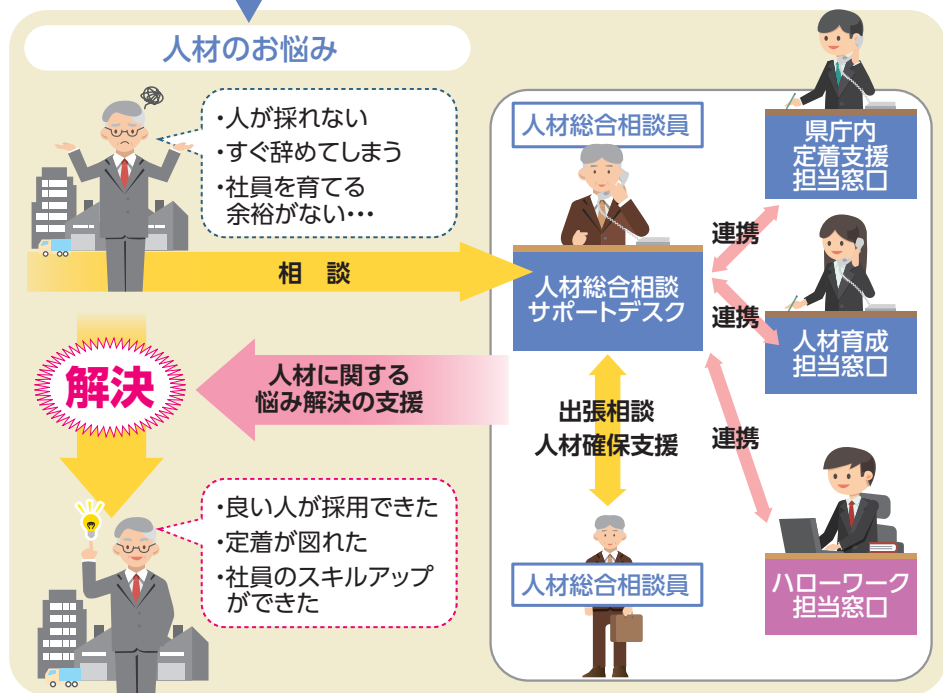 人材のお悩み
・人が採れない
・すぐ辞めてしまう
・社員を育てる
余裕がない・・・
相　談
人材総合相談員
人材総合相談
サポートデスク
県庁内
定着支援
担当窓口
連携
連携
人材育成
担当窓口
解決
人材に関する
悩み解決の支援
出張相談
人材確保支援
連携
・良い人が採用できた
・定着が図れた
・社員のスキルアップ
ができた
人材総合相談員
ハローワーク
担当窓口